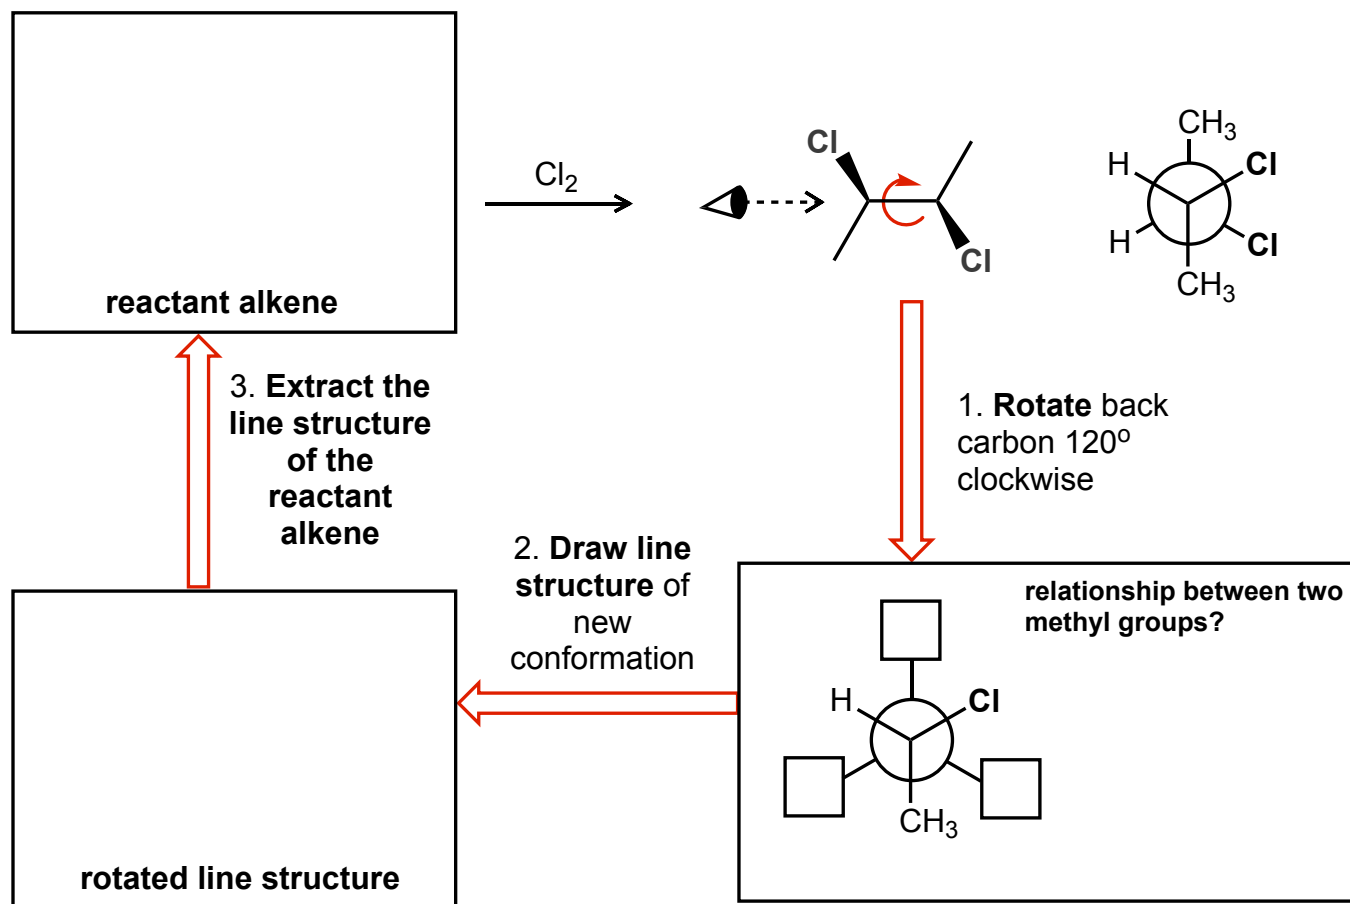 reactant alkene
Cl₂
Cl
Cl
CH₃
H
Cl
H
Cl
CH₃
3. Extract the
line structure
of the
reactant
alkene
1. Rotate back
carbon 120º
clockwise
2. Draw line
structure of
new
conformation
relationship between two
methyl groups?
H
Cl
CH₃
rotated line structure